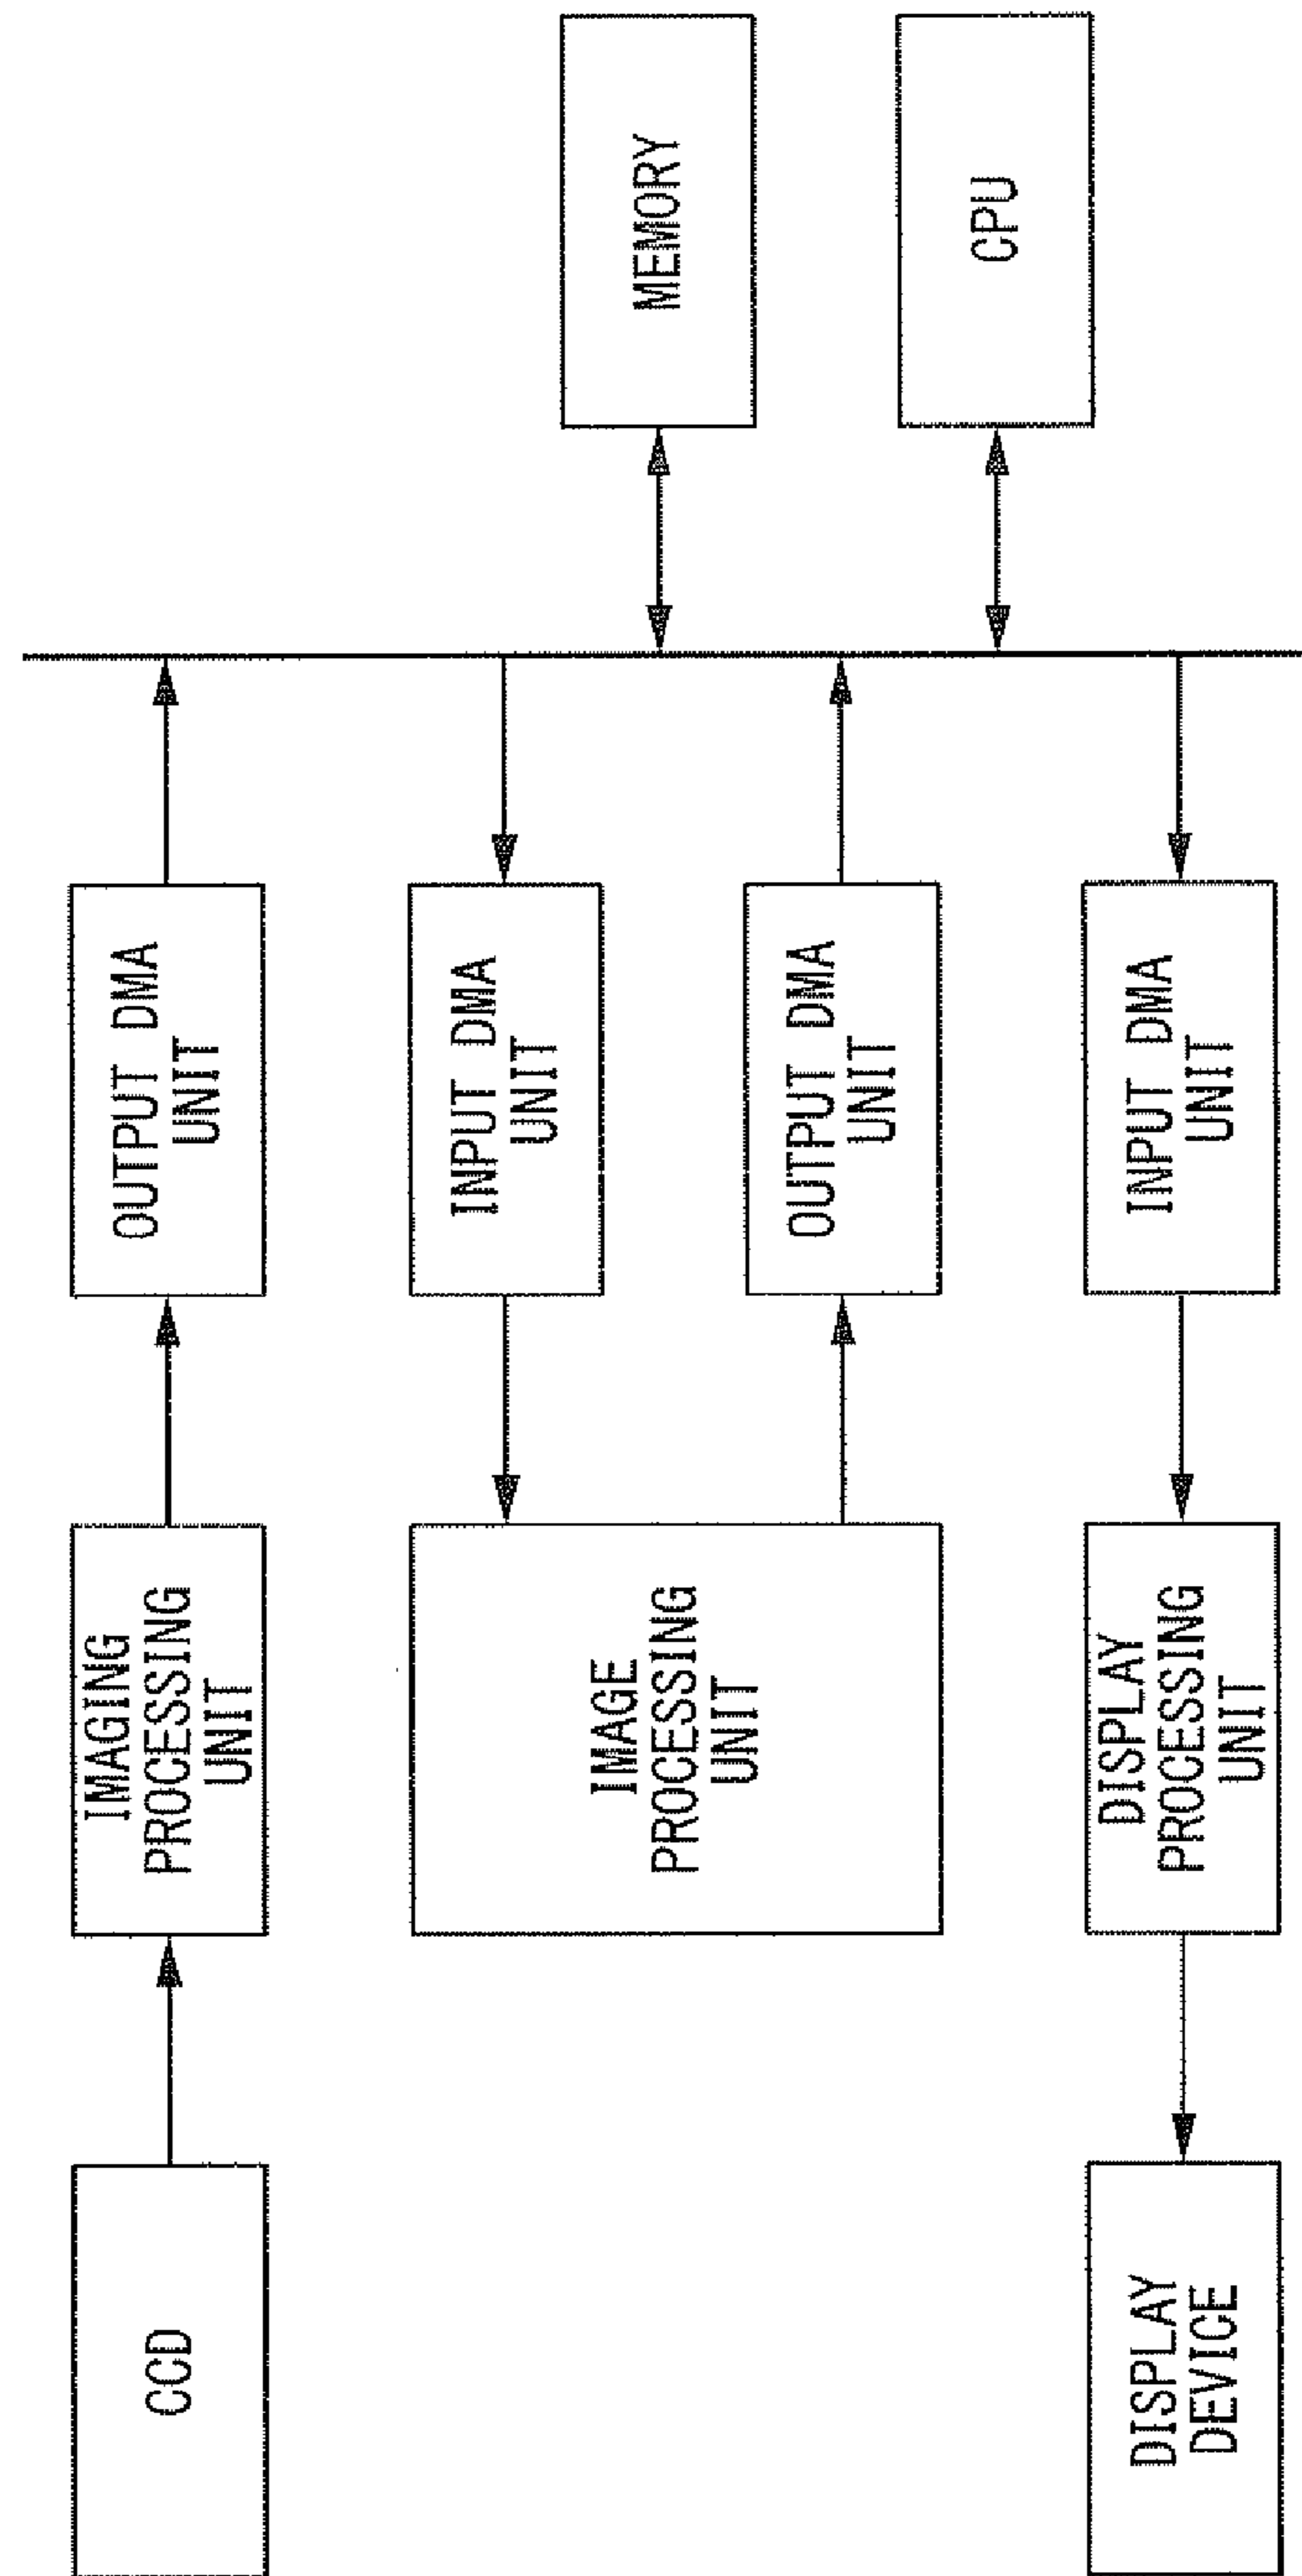 CCD
IMAGING
PROCESSING
UNIT
OUTPUT DMA
UNIT
IMAGE
PROCESSING
UNIT
INPUT DMA
UNIT
OUTPUT DMA
UNIT
MEMORY
CPU
DISPLAY
DEVICE
DISPLAY
PROCESSING
UNIT
INPUT DMA
UNIT